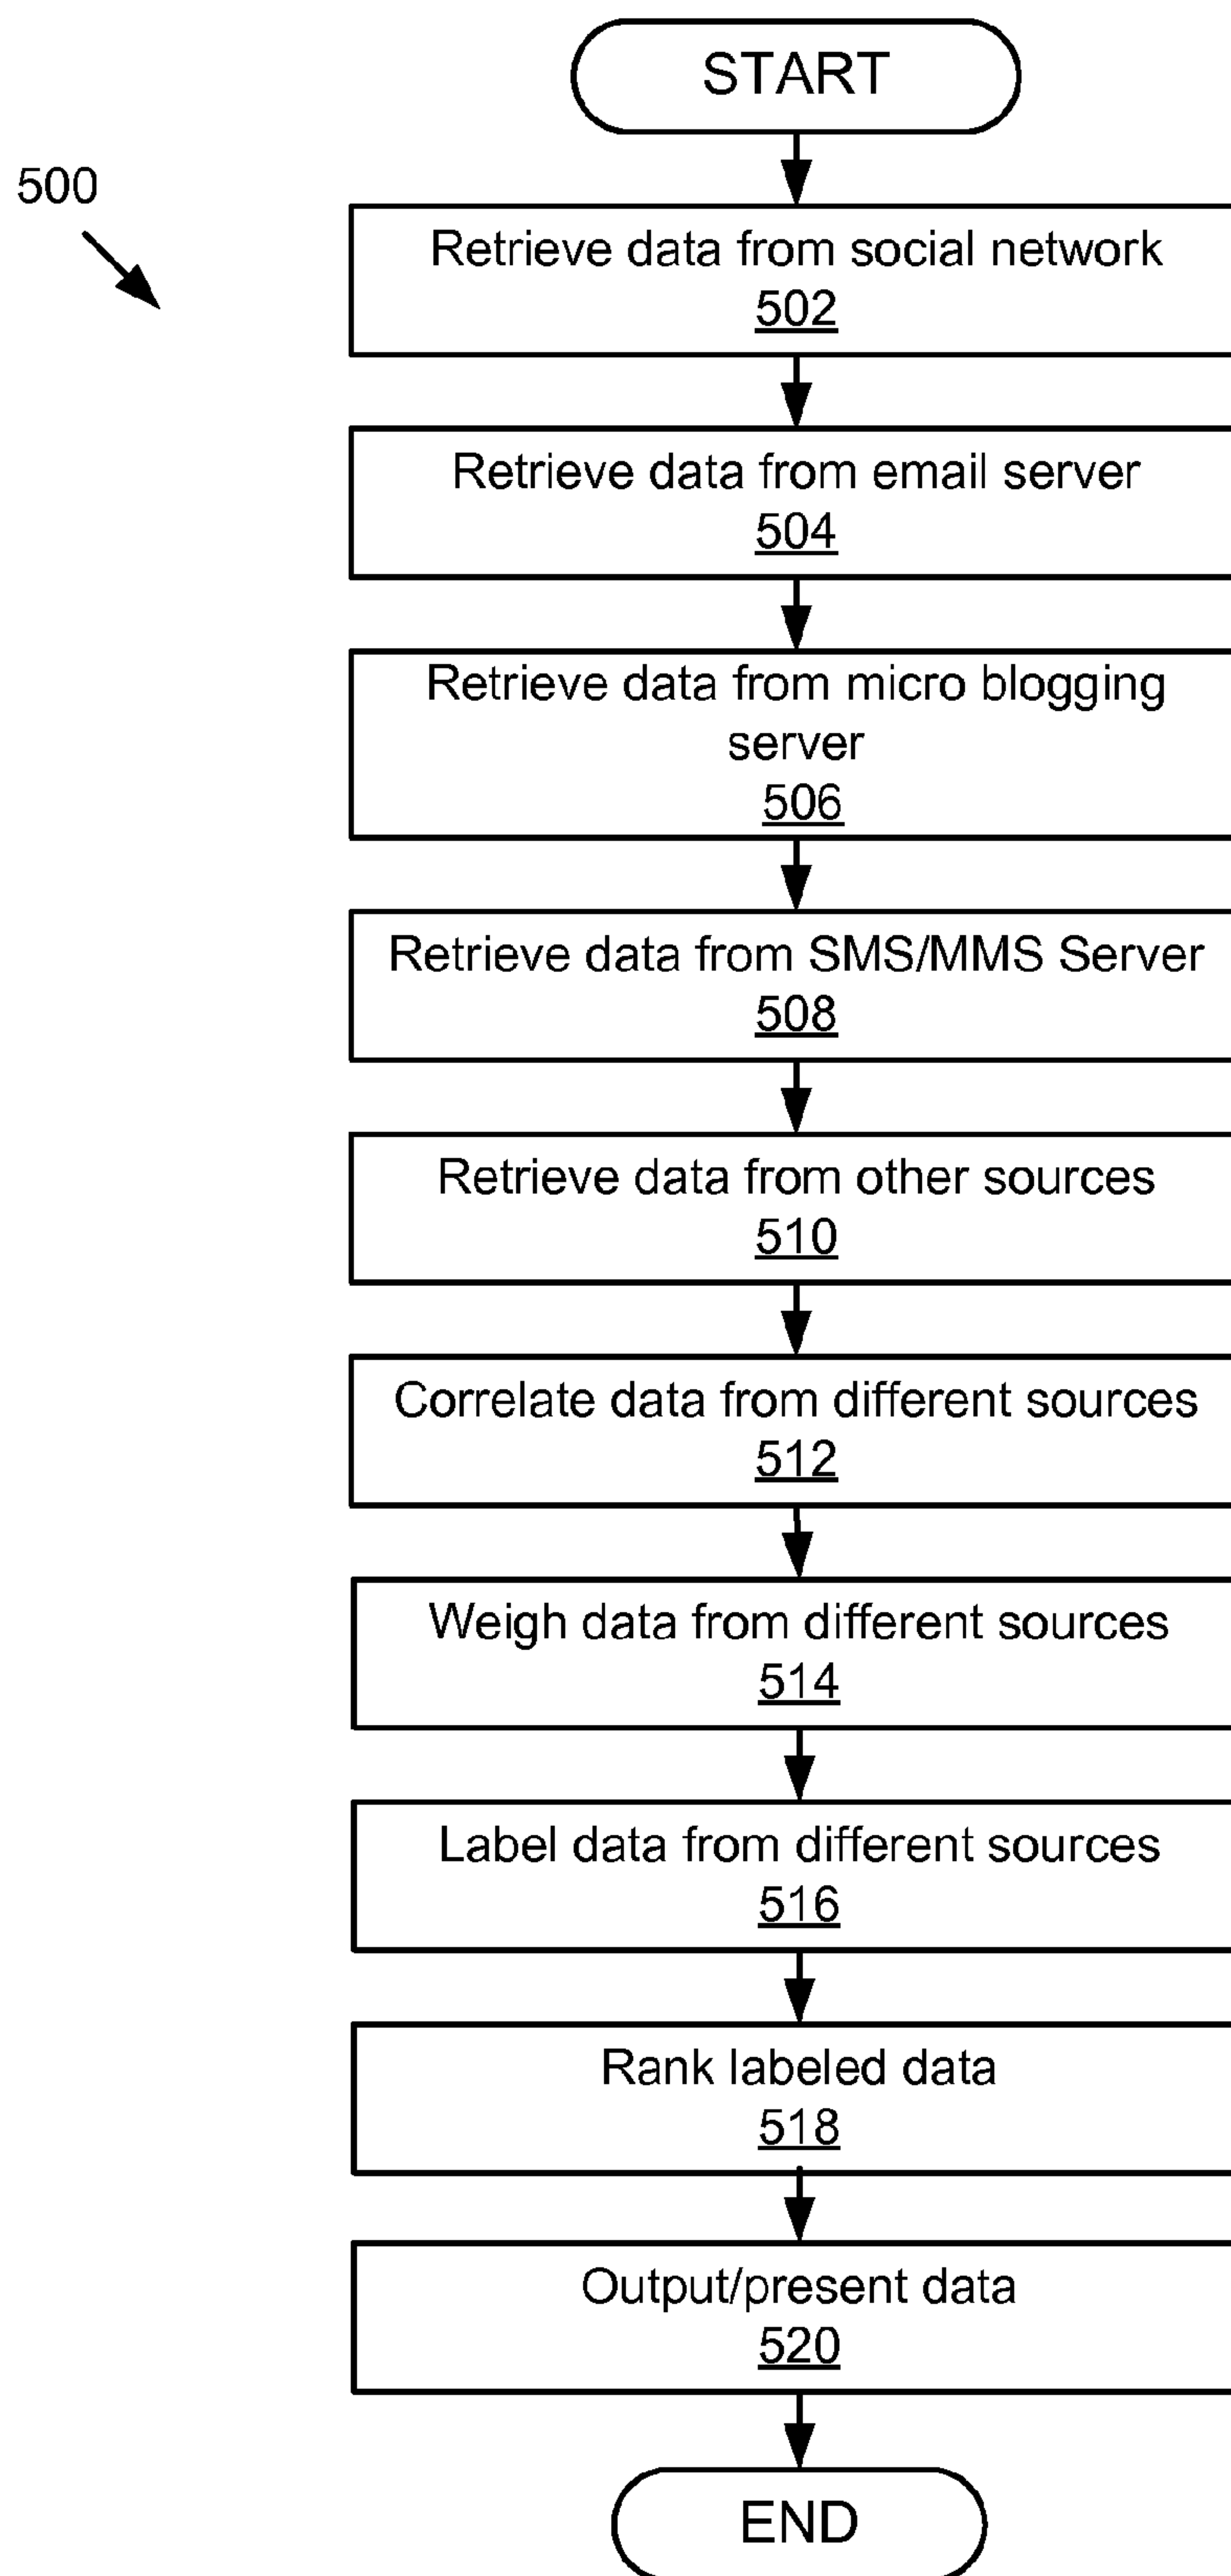 START
500
Retrieve data from social network
502
Retrieve data from email server
504
Retrieve data from micro blogging
server
506
Retrieve data from SMS/MMS Server
508
Retrieve data from other sources
510
Correlate data from different sources
512
Weigh data from different sources
514
Label data from different sources
516
Rank labeled data
518
Output/present data
520
END